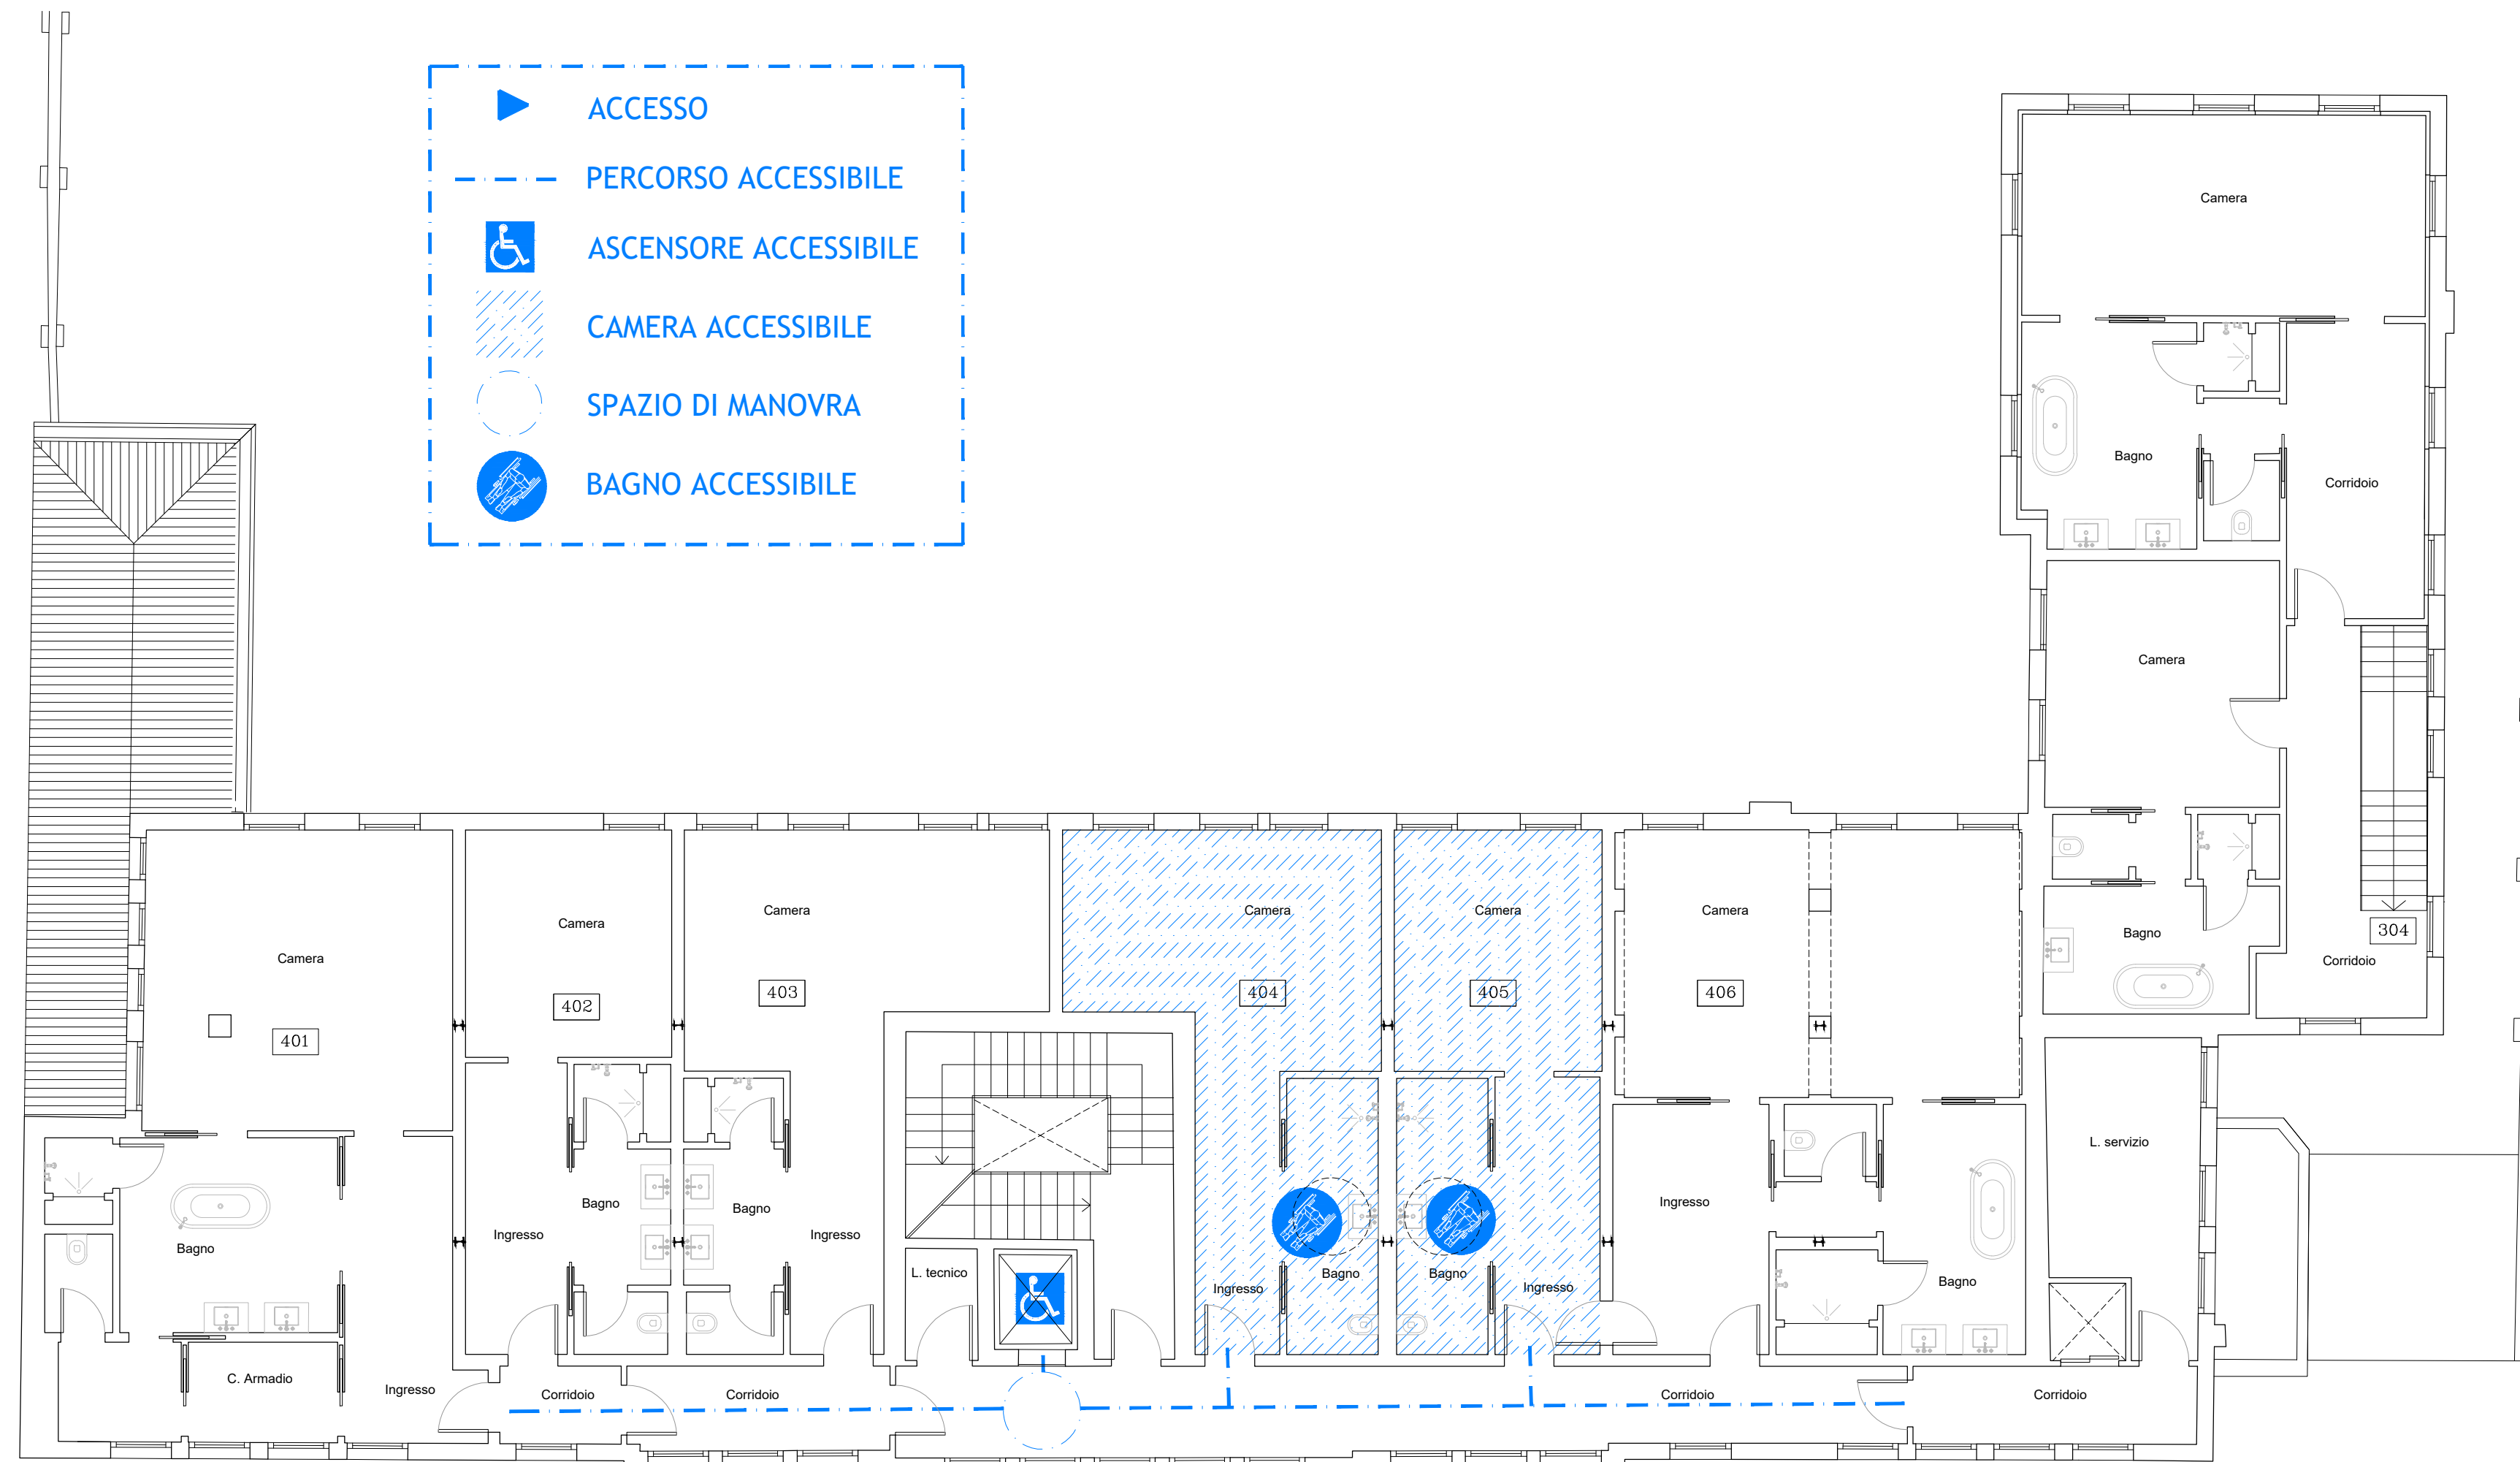 ACCESSO
PERCORSO ACCESSIBILE
ASCENSORE ACCESSIBILE
CAMERA ACCESSIBILE
SPAZIO DI MANOVRA
BAGNO ACCESSIBILE
Camera
Bagno
Corridoio
Camera
Bagno
304
Corridoio
Camera
401
Bagno
C. Armadio
Ingresso
Camera
402
Ingresso
Bagno
Corridoio
Camera
403
Bagno
Ingresso
Corridoio
L. tecnico
Camera
404
Ingresso
Bagno
Camera
405
Bagno
Ingresso
Camera
406
Ingresso
Bagno
Corridoio
L. servizio
Corridoio